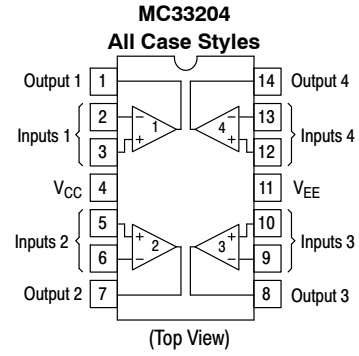 MC33204
All Case Styles
Output 1 1 14 Output 4
2 − − 13
Inputs 1 1 4 Inputs 4
3 + + 12
VCC 4 11 VEE
5 + + 10
Inputs 2 2 3 Inputs 3
6 − − 9
Output 2 7 8 Output 3
(Top View)